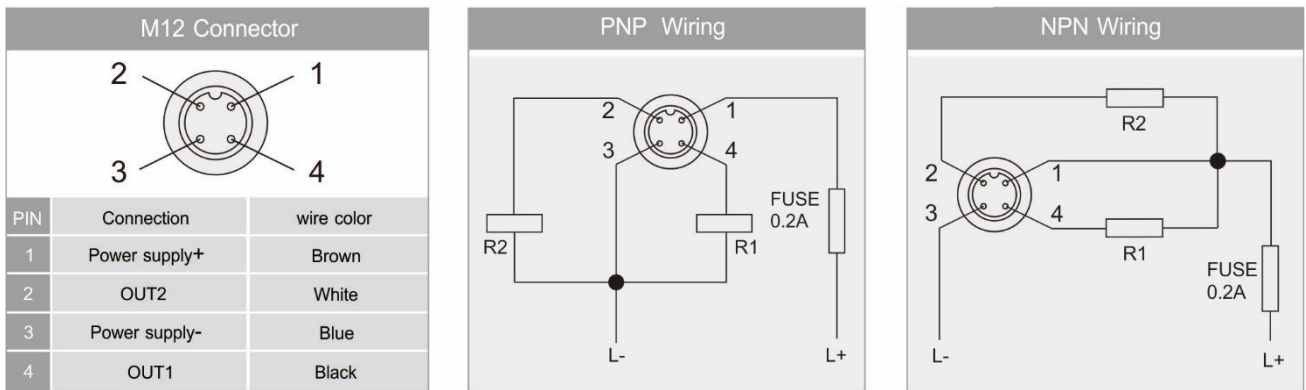 M12 Connector
2 1
3 4
PIN Connection wire color
1 Power supply+ Brown
2 OUT2 White
3 Power supply- Blue
4 OUT1 Black
PNP Wiring
2 1
3 4
FUSE
0.2A
R2 R1
L- L+
NPN Wiring
R2
2 1
3 4
R1
FUSE
0.2A
L- L+